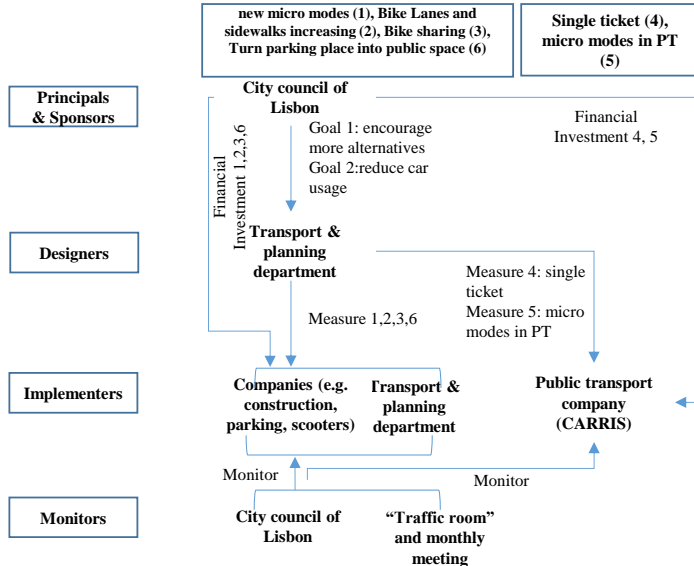 new micro modes (1), Bike Lanes and
sidewalks increasing (2), Bike sharing (3),
Turn parking place into public space (6)
Single ticket (4),
micro modes in PT
(5)
Principals
& Sponsors
City council of
Lisbon
Financial
Investment 1,2,3,6
Goal 1: encourage
more alternatives
Goal 2:reduce car
usage
Financial
Investment 4, 5
Designers
Transport &
planning
department
Measure 4: single
ticket
Measure 5: micro
modes in PT
Measure 1,2,3,6
Implementers
Companies (e.g.
construction,
parking, scooters)
Transport &
planning
department
Public transport
company
(CARRIS)
Monitor
Monitor
Monitors
City council of
Lisbon
“Traffic room”
and monthly
meeting